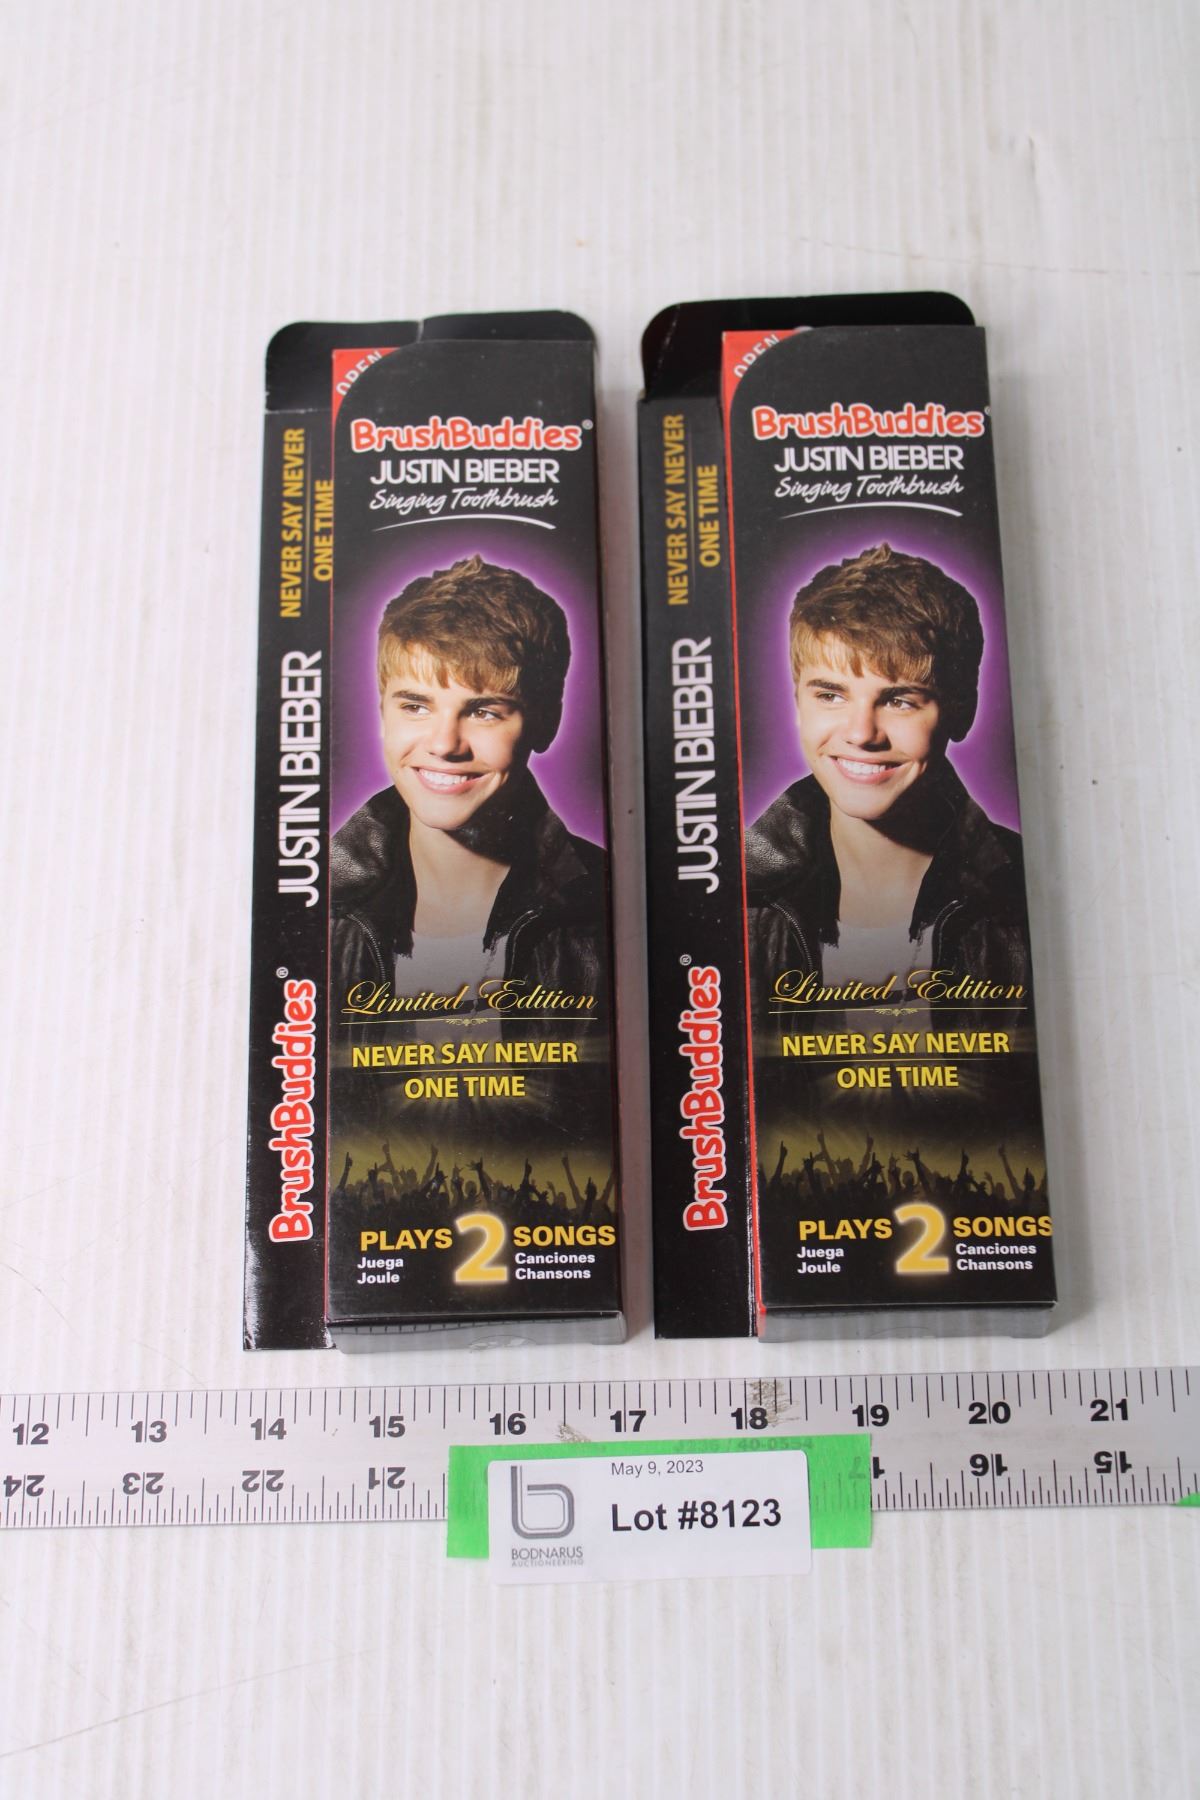 OPEN
BrushBuddies®
JUSTIN BIEBER
Singing Toothbrush
Limited Edition
NEVER SAY NEVER
ONE TIME
PLAYS 2 SONGS
Juega Canciones
Joule Chansons
BrushBuddies® JUSTIN BIEBER NEVER SAY NEVER
ONE TIME
OPEN
BrushBuddies®
JUSTIN BIEBER
Singing Toothbrush
Limited Edition
NEVER SAY NEVER
ONE TIME
PLAYS 2 SONGS
Juega Canciones
Joule Chansons
BrushBuddies® JUSTIN BIEBER NEVER SAY NEVER
ONE TIME
12 13 14 15 16 17 18 19 20 21
24 23 22 21 17 16 15
May 9, 2023
Lot #8123
BODNARUS
AUCTIONEERING